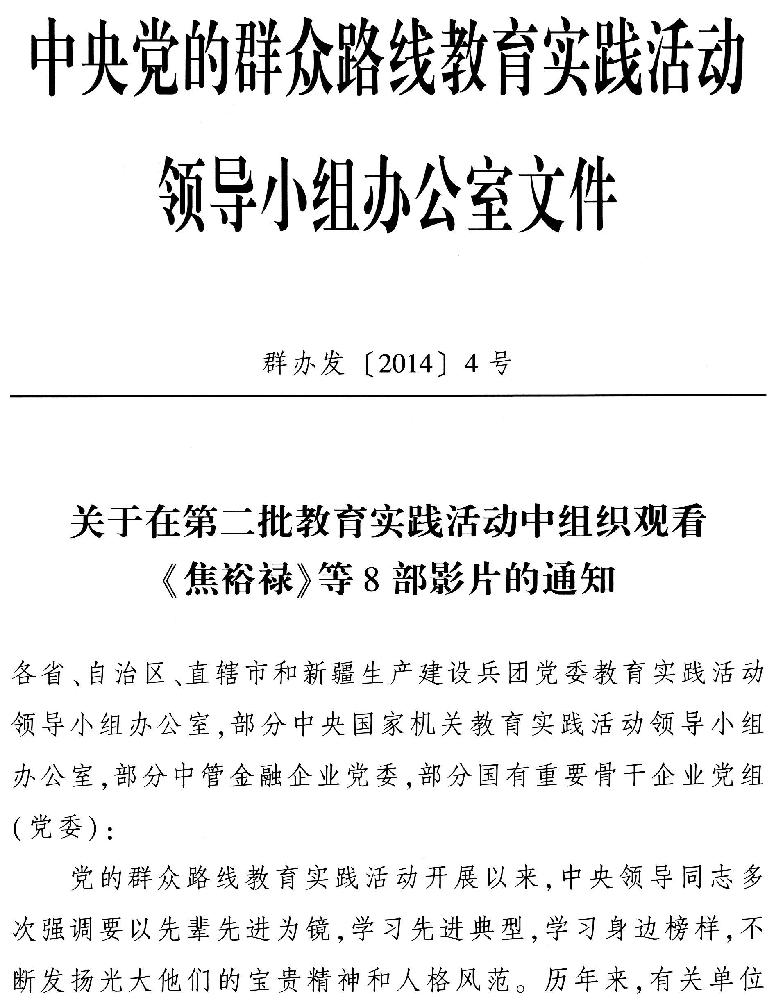 中央党的群众路线教育实践活动
领导小组办公室文件
群办发〔2014〕4 号
关于在第二批教育实践活动中组织观看
《焦裕禄》等 8 部影片的通知
各省、自治区、直辖市和新疆生产建设兵团党委教育实践活动
领导小组办公室,部分中央国家机关教育实践活动领导小组
办公室,部分中管金融企业党委,部分国有重要骨干企业党组
(党委):
党的群众路线教育实践活动开展以来,中央领导同志多
次强调要以先辈先进为镜,学习先进典型,学习身边榜样,不
断发扬光大他们的宝贵精神和人格风范。历年来,有关单位